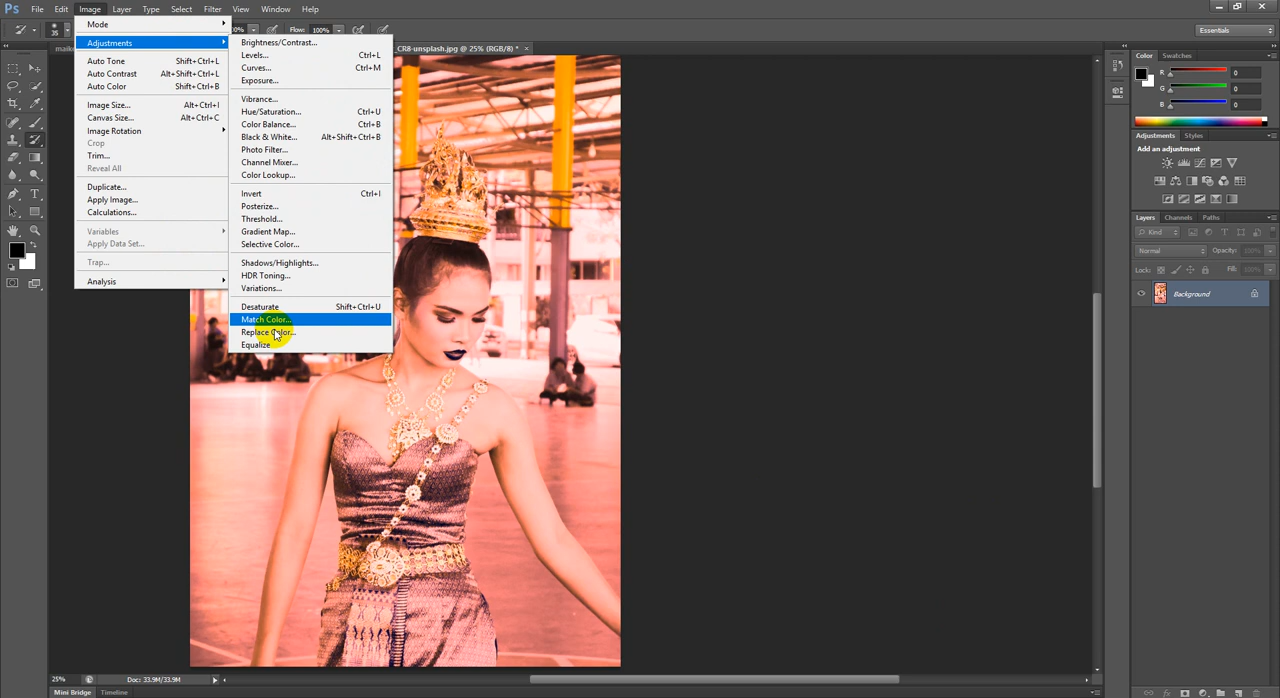 Ps File Edit Image Layer Type Select Filter View Window Help
35 Flow: 100% Essentials
CR8-unsplash.jpg @ 25% (RGB/8) * ×
Mode
Adjustments
Auto Tone Shift+Ctrl+L
Auto Contrast Alt+Shift+Ctrl+L
Auto Color Shift+Ctrl+B
Image Size... Alt+Ctrl+I
Canvas Size... Alt+Ctrl+C
Image Rotation
Crop
Trim...
Reveal All
Duplicate...
Apply Image...
Calculations...
Variables
Apply Data Set...
Trap...
Analysis
Brightness/Contrast...
Levels... Ctrl+L
Curves... Ctrl+M
Exposure...
Vibrance...
Hue/Saturation... Ctrl+U
Color Balance... Ctrl+B
Black & White... Alt+Shift+Ctrl+B
Photo Filter...
Channel Mixer...
Color Lookup...
Invert Ctrl+I
Posterize...
Threshold...
Gradient Map...
Selective Color...
Shadows/Highlights...
HDR Toning...
Variations...
Desaturate Shift+Ctrl+U
Match Color...
Replace Color...
Equalize
Color Swatches
R 0
G 0
B 0
Adjustments Styles
Add an adjustment
Layers Channels Paths
Kind
Normal Opacity: 100%
Lock: Fill: 100%
Background
25% Doc: 33.9M/33.9M
Mini Bridge Timeline